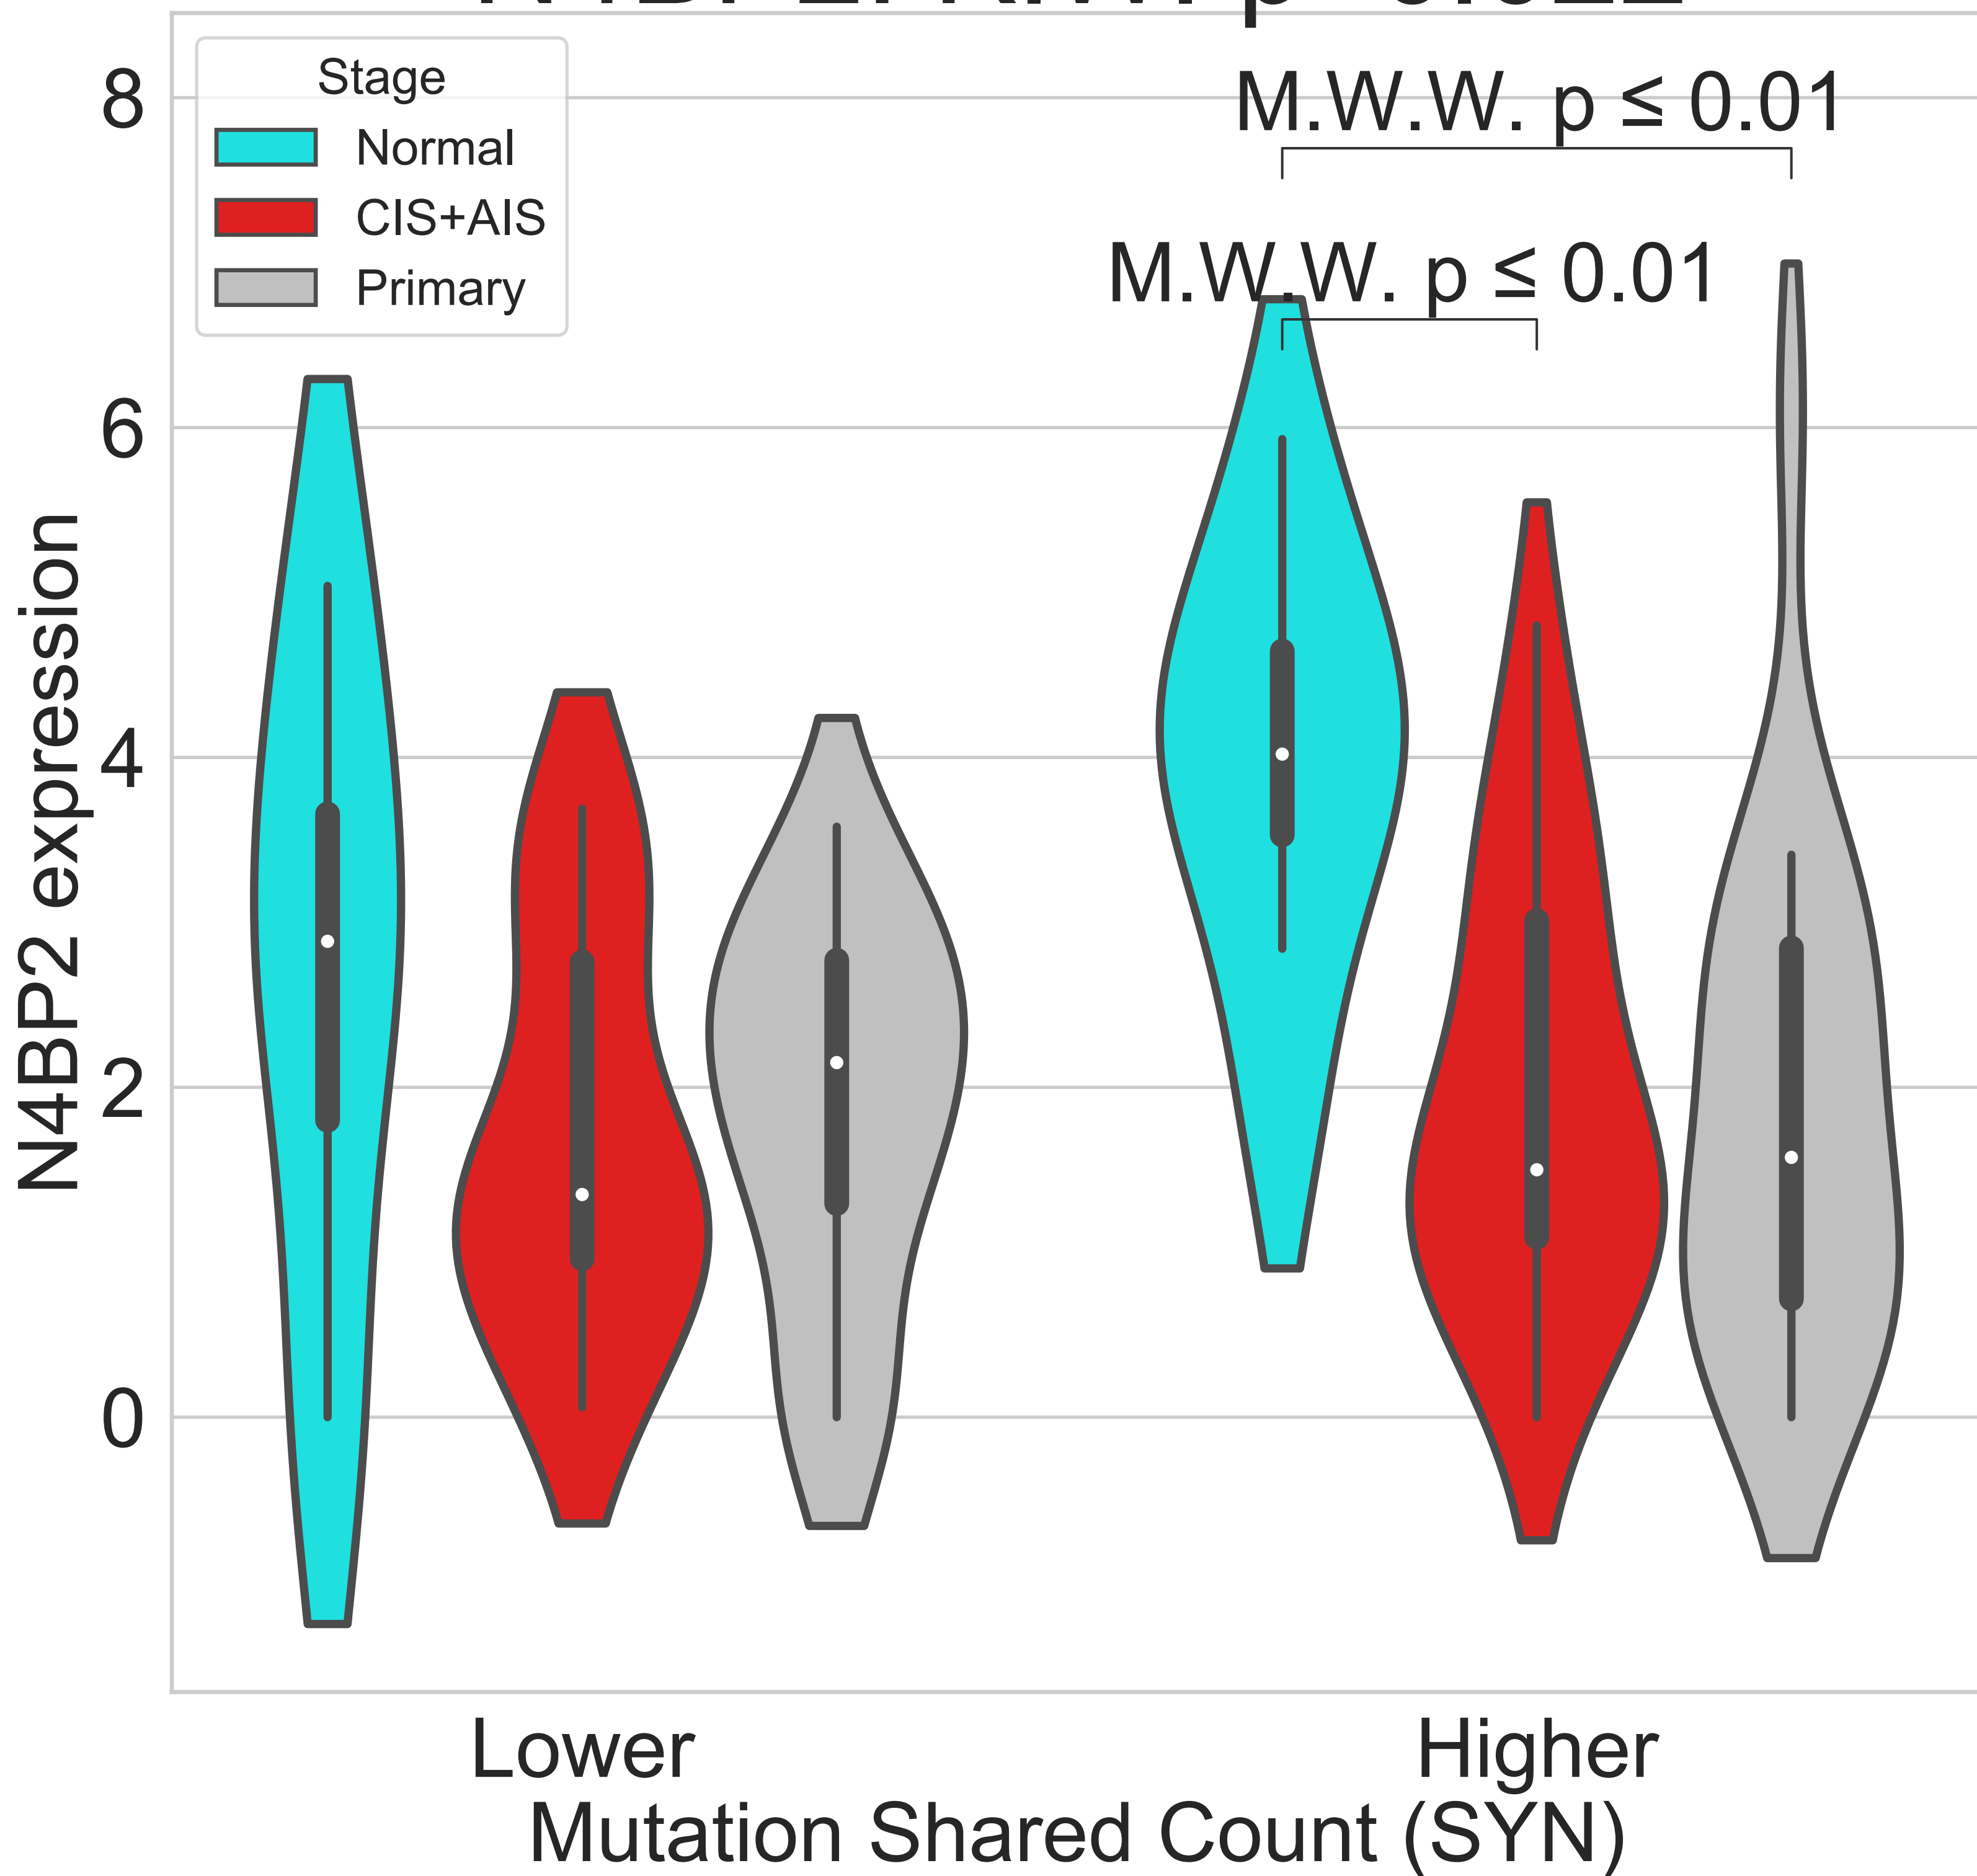 Stage
Normal
CIS+AIS
Primary
M.W.W. p ≤ 0.01
M.W.W. p ≤ 0.01
8
6
4
2
0
N4BP2 expression
Lower
Higher
Mutation Shared Count (SYN)